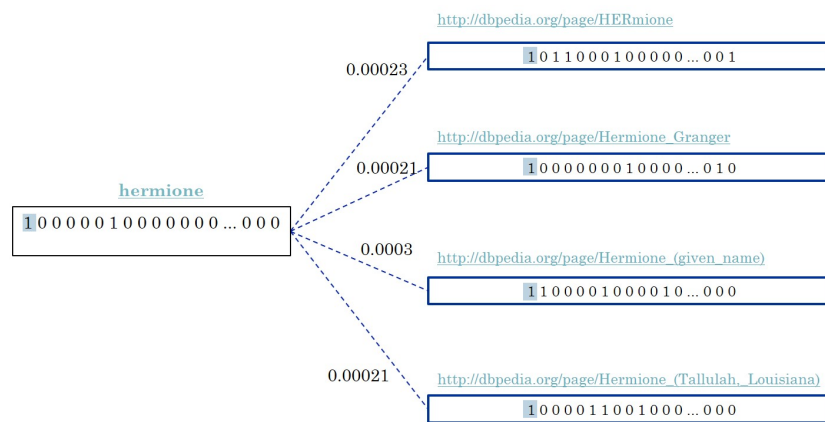 http://dbpedia.org/page/HERmione
1 0 1 1 0 0 0 1 0 0 0 0 0 ... 0 0 1
0.00023
http://dbpedia.org/page/Hermione_Granger
1 0 0 0 0 0 0 0 1 0 0 0 0 ... 0 1 0
0.00021
hermione
1 0 0 0 0 0 1 0 0 0 0 0 0 0 ... 0 0 0
0.0003
http://dbpedia.org/page/Hermione_(given_name)
1 1 0 0 0 0 1 0 0 0 0 1 0 ... 0 0 0
0.00021
http://dbpedia.org/page/Hermione_(Tallulah,_Louisiana)
1 0 0 0 0 1 1 0 0 1 0 0 0 ... 0 0 0